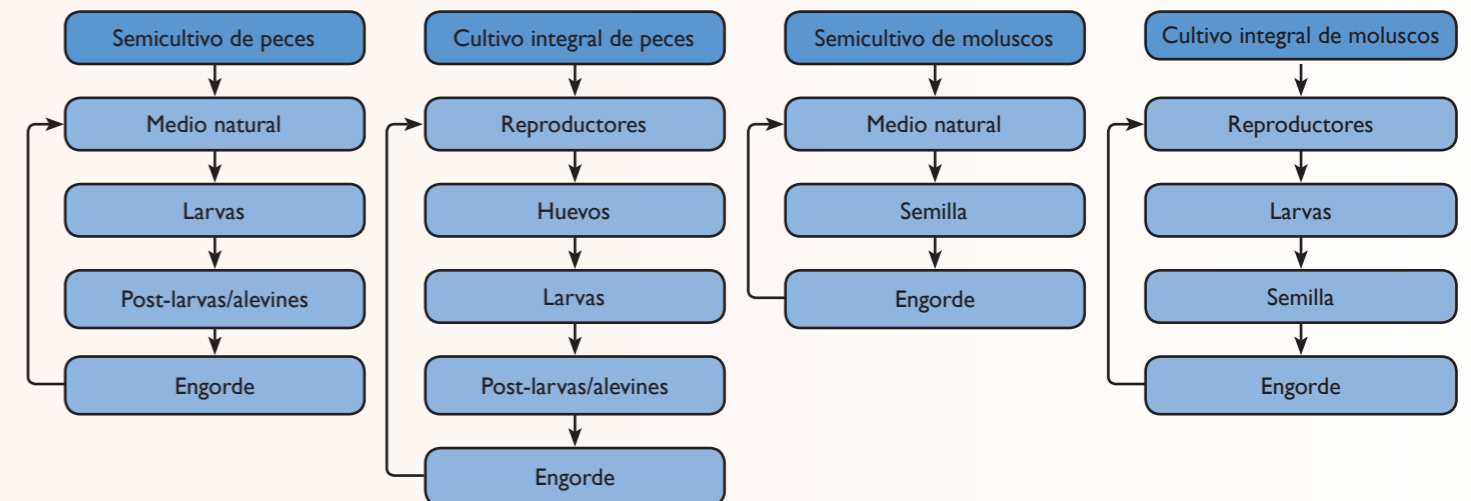 Semicultivo de peces
Medio natural
Larvas
Post-larvas/alevines
Engorde
Cultivo integral de peces
Reproductores
Huevos
Larvas
Post-larvas/alevines
Engorde
Semicultivo de moluscos
Medio natural
Semilla
Engorde
Cultivo integral de moluscos
Reproductores
Larvas
Semilla
Engorde